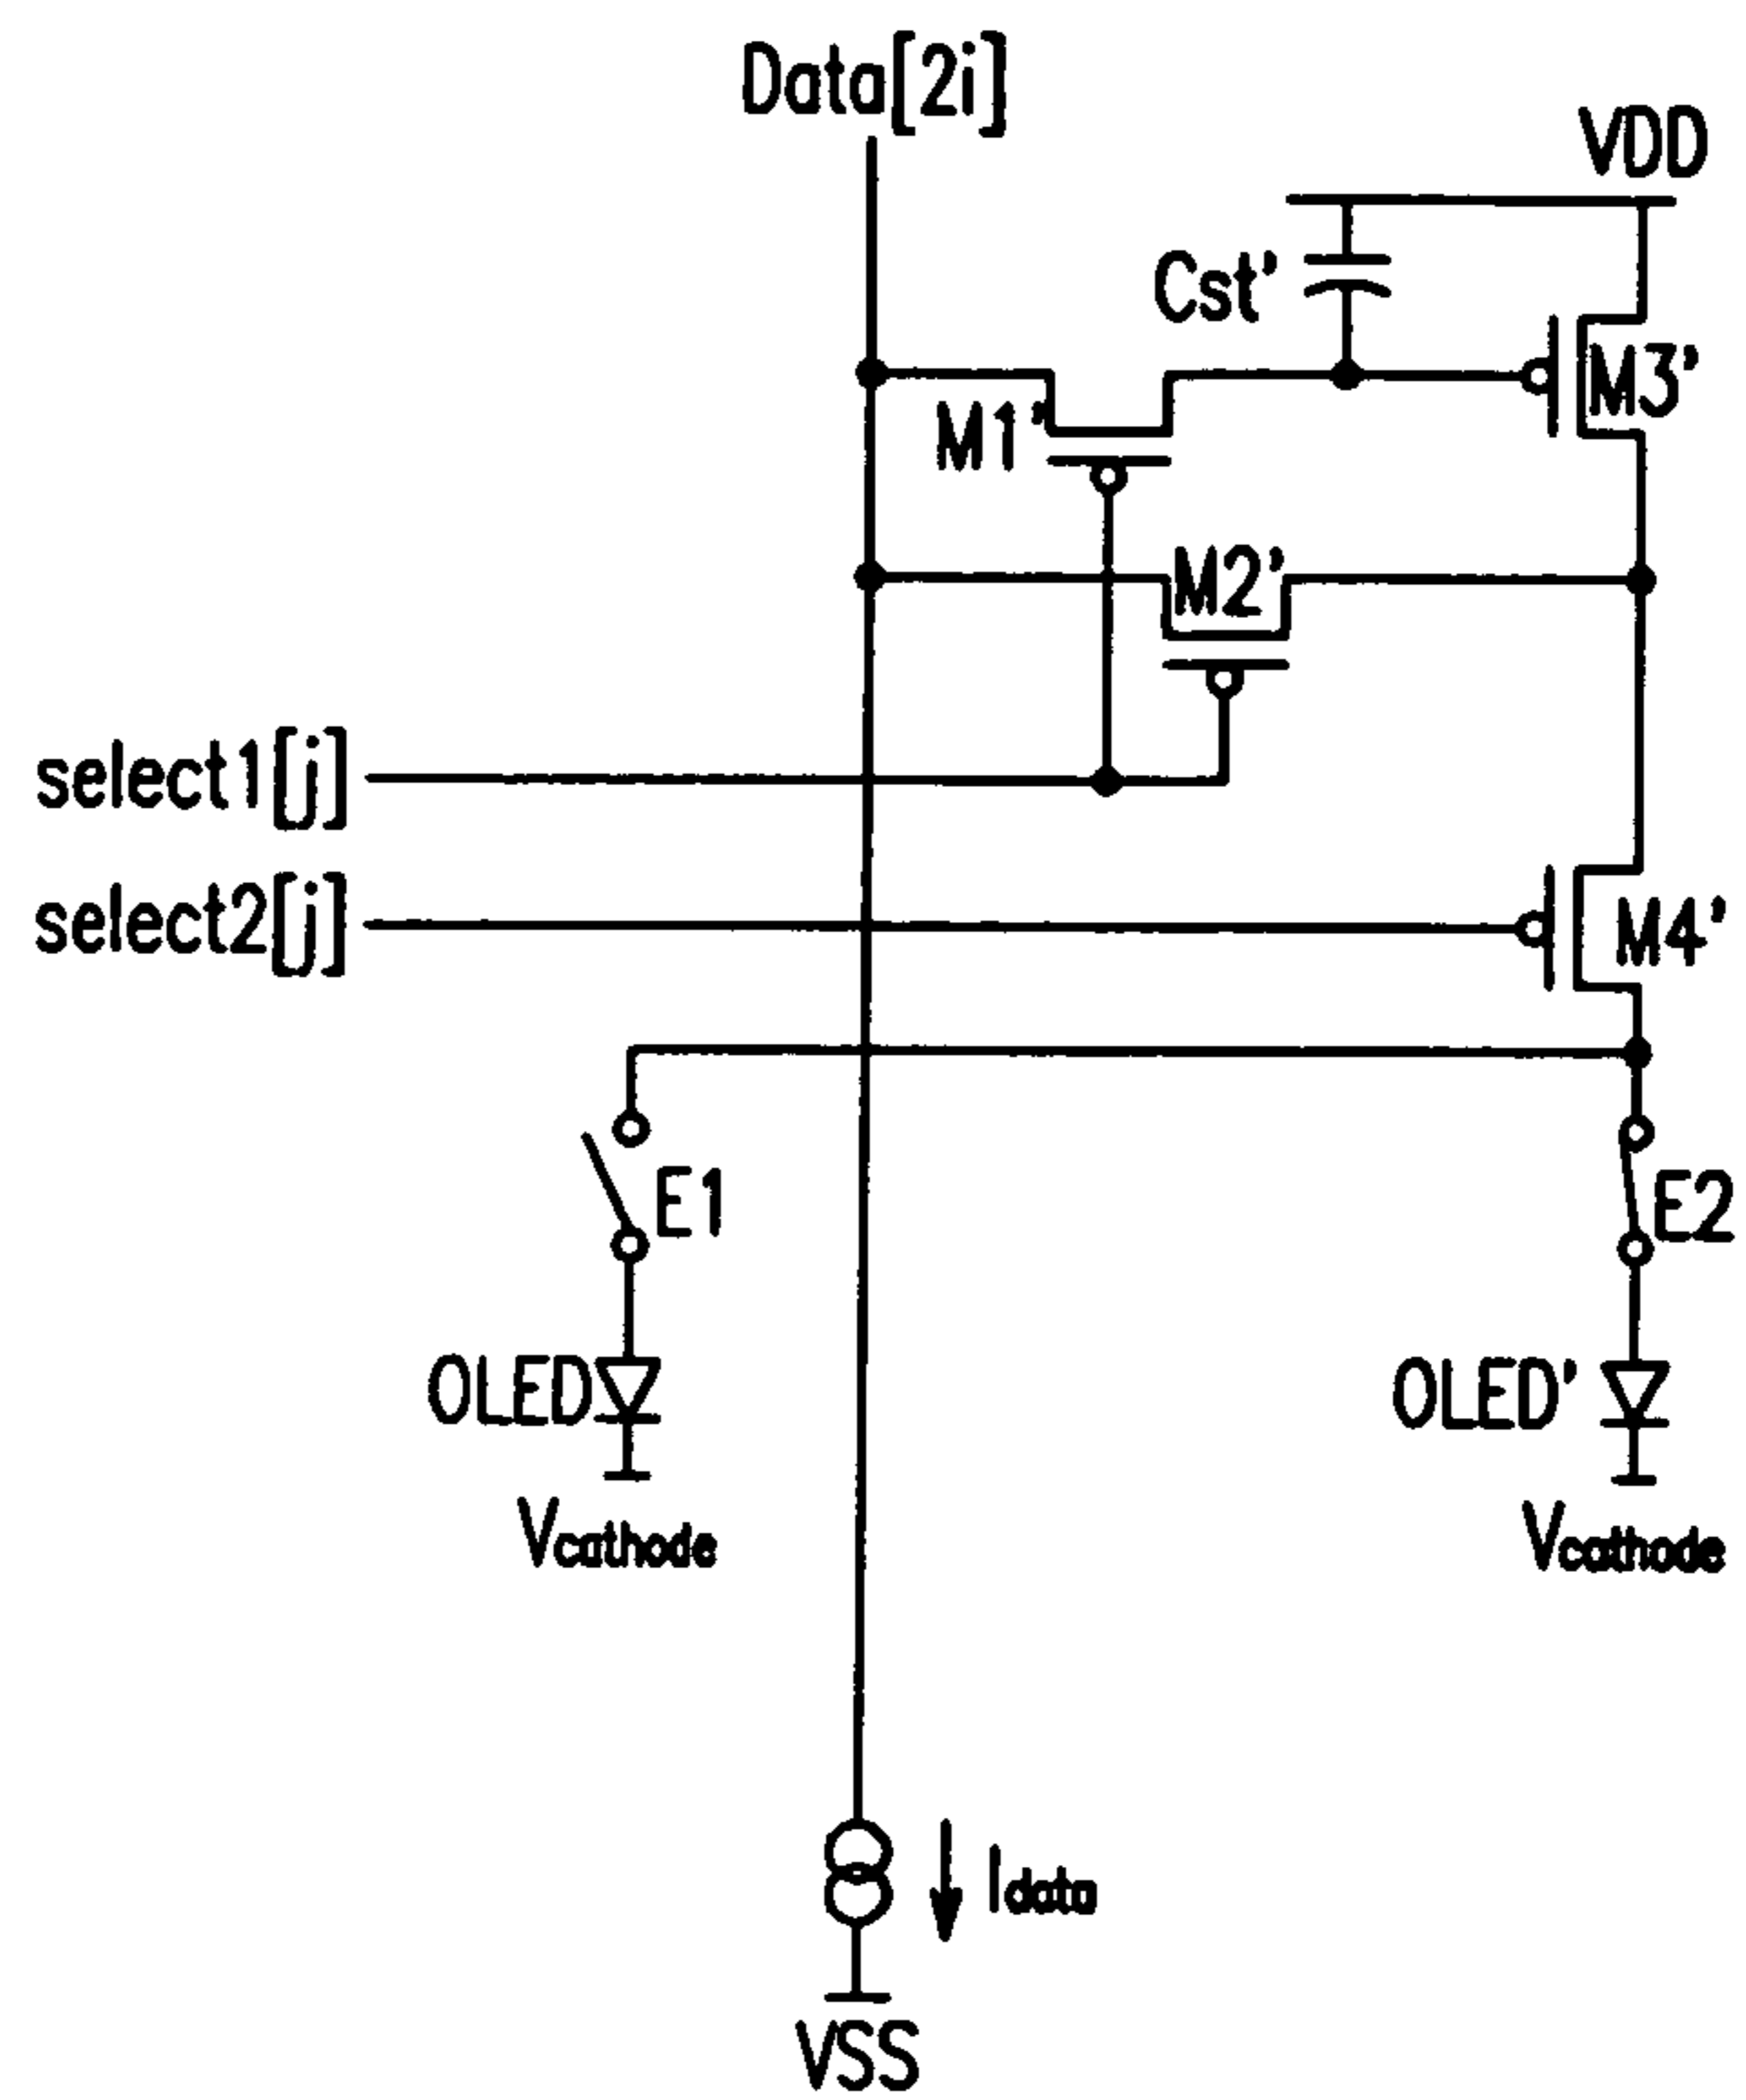 Data[2i]
VDD
Cst'
M3'
M1'
M2'
select1[j]
select2[j]
M4'
E1
E2
OLED
OLED'
Vcathode
Vcathode
Idata
VSS